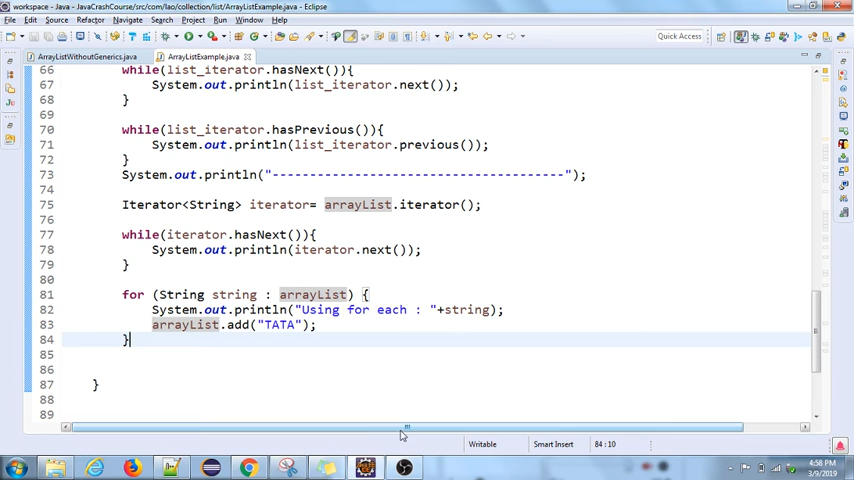 workspace - Java - JavaCrashCourse/src/com/lao/collection/list/ArrayListExample.java - Eclipse
File Edit Source Refactor Navigate Search Project Run Window Help
Quick Access
ArrayListWithoutGenerics.java ArrayListExample.java
66 while(list_iterator.hasNext()){
67 System.out.println(list_iterator.next());
68 }
69
70 while(list_iterator.hasPrevious()){
71 System.out.println(list_iterator.previous());
72 }
73 System.out.println("---------------------------------------");
74
75 Iterator<String> iterator= arrayList.iterator();
76
77 while(iterator.hasNext()){
78 System.out.println(iterator.next());
79 }
80
81 for (String string : arrayList) {
82 System.out.println("Using for each : "+string);
83 arrayList.add("TATA");
84 }
85
86
87 }
88
89
Writable Smart Insert 84 : 10
4:58 PM
3/9/2019